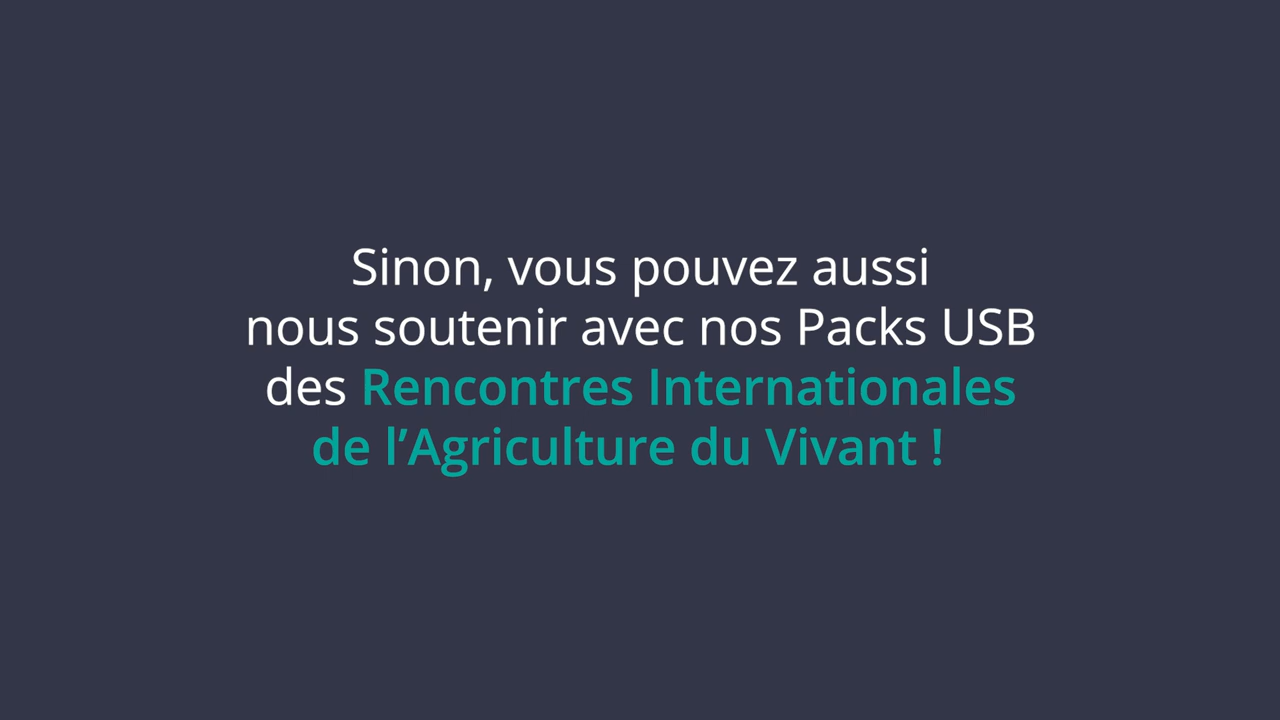 Sinon, vous pouvez aussi
nous soutenir avec nos Packs USB
des Rencontres Internationales
de l’Agriculture du Vivant !